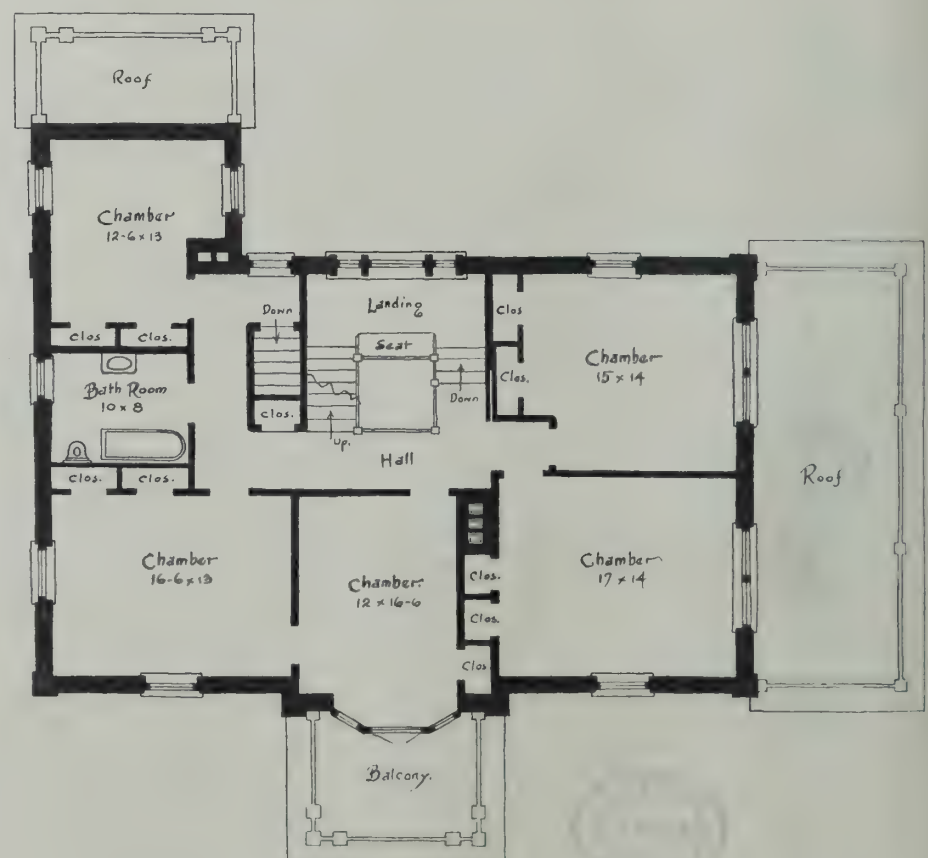 Roof
Chamber
12-6 x 13
Clos
Clos.
Down
Landing
Seat
Clos
Clos.
Chamber
15 x 14
Bath Room
10 x 8
Clos.
Down
Up.
Hall
Clos.
Clos.
Roof
Chamber
16-6 x 13
Chamber
12 x 16-6
Clos.
Clos.
Clos
Chamber
17 x 14
Balcony.